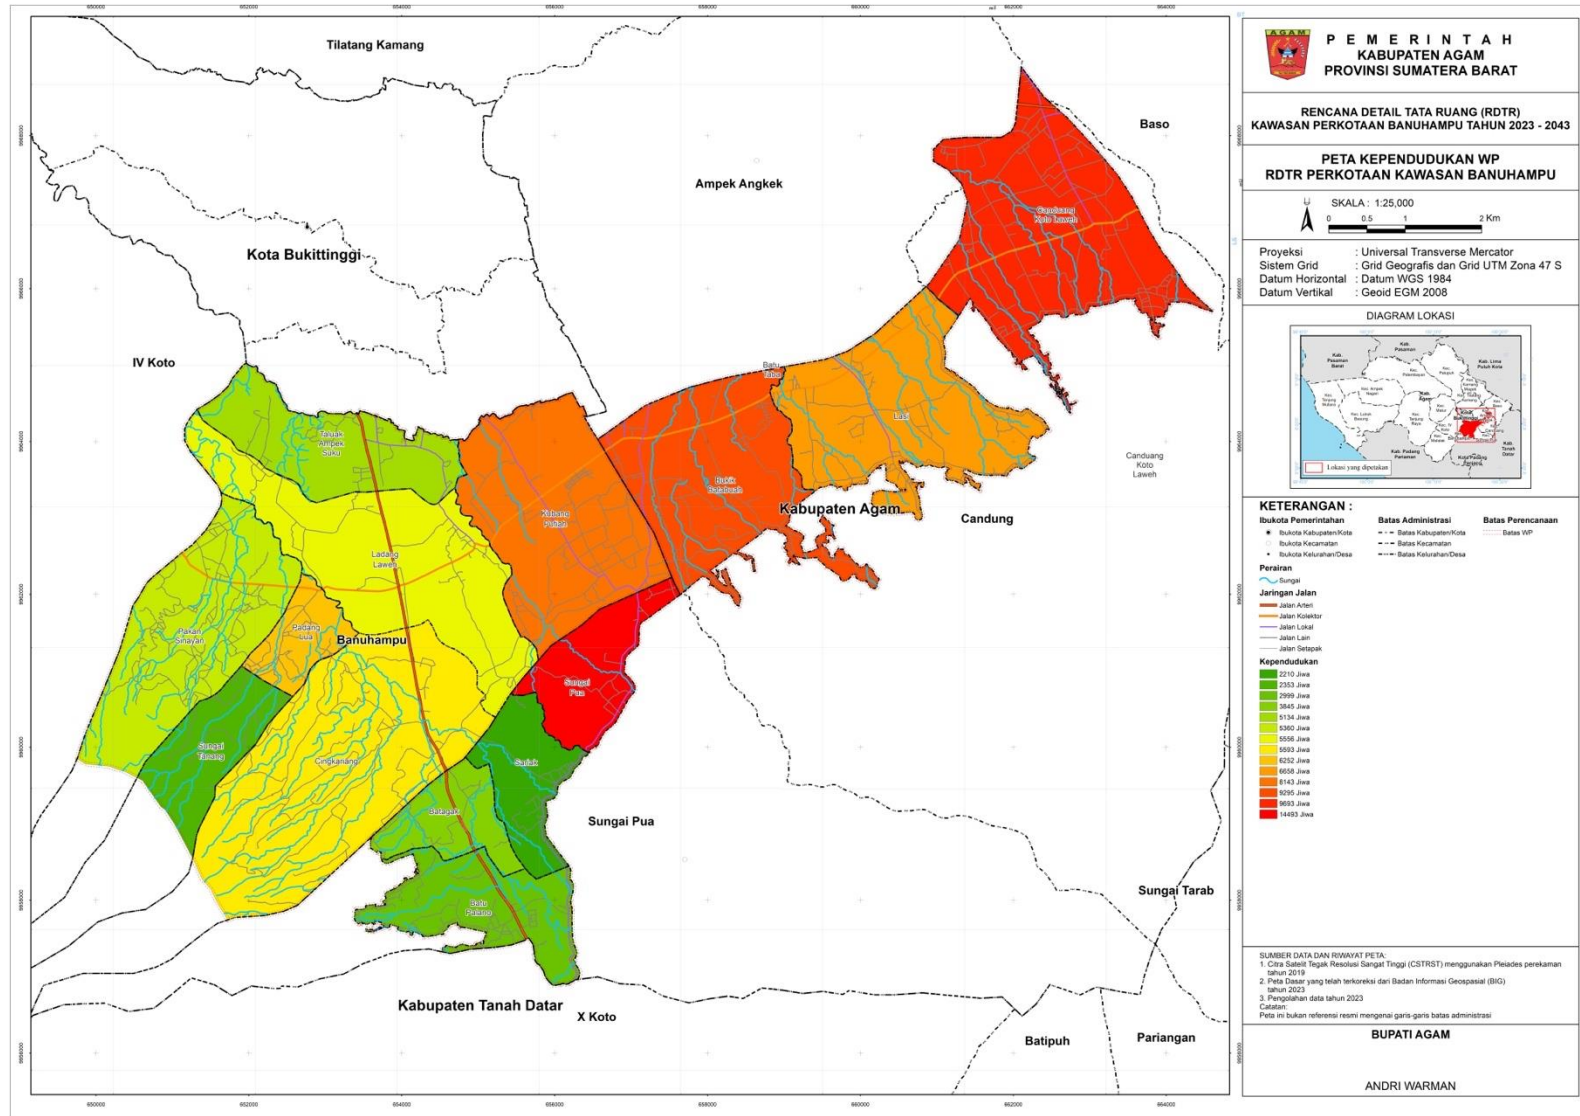 Tilatang Kamang
Baso
Ampek Angkek
Kota Bukittinggi
IV Koto
Canduang
Koto Laweh
Batu
Taba
Lasi
Taluak
Ampek
Suku
Canduang
Koto
Laweh
Bukik
Batabuah
Kabupaten Agam
Candung
Kubang
Putiah
Ladang
Laweh
Pakan
Sinayan
Padang
Lua
Banuhampu
Sungai
Pua
Sungai
Tanang
Cingkariang
Sariak
Batagak
Sungai Pua
Batu
Palano
Sungai Tarab
Kabupaten Tanah Datar
X Koto
Batipuh
Pariangan
650000 652000 654000 656000 658000 660000 662000 664000
AGAM
PEMERINTAH
KABUPATEN AGAM
PROVINSI SUMATERA BARAT
RENCANA DETAIL TATA RUANG (RDTR)
KAWASAN PERKOTAAN BANUHAMPU TAHUN 2023 - 2043
PETA KEPENDUDUKAN WP
RDTR PERKOTAAN KAWASAN BANUHAMPU
U
SKALA : 1:25,000
0 0.5 1 2 Km
Proyeksi : Universal Transverse Mercator
Sistem Grid : Grid Geografis dan Grid UTM Zona 47 S
Datum Horizontal : Datum WGS 1984
Datum Vertikal : Geoid EGM 2008
DIAGRAM LOKASI
Lokasi yang dipetakan
KETERANGAN :
Ibukota Pemerintahan
Ibukota Kabupaten/Kota
Ibukota Kecamatan
Ibukota Kelurahan/Desa
Batas Administrasi
Batas Kabupaten/Kota
Batas Kecamatan
Batas Kelurahan/Desa
Batas Perencanaan
Batas WP
Perairan
Sungai
Jaringan Jalan
Jalan Arteri
Jalan Kolektor
Jalan Lokal
Jalan Lain
Jalan Setapak
Kependudukan
2210 Jiwa
2353 Jiwa
2999 Jiwa
3845 Jiwa
5134 Jiwa
5360 Jiwa
5556 Jiwa
5593 Jiwa
6252 Jiwa
6658 Jiwa
8143 Jiwa
9295 Jiwa
9693 Jiwa
14493 Jiwa
SUMBER DATA DAN RIWAYAT PETA:
1. Citra Satelit Tegak Resolusi Sangat Tinggi (CSTRST) menggunakan Pleiades perekaman
tahun 2019
2. Peta Dasar yang telah terkoreksi dari Badan Informasi Geospasial (BIG)
tahun 2023
3. Pengolahan data tahun 2023
Catatan:
Peta ini bukan referensi resmi mengenai garis-garis batas administrasi
BUPATI AGAM
ANDRI WARMAN